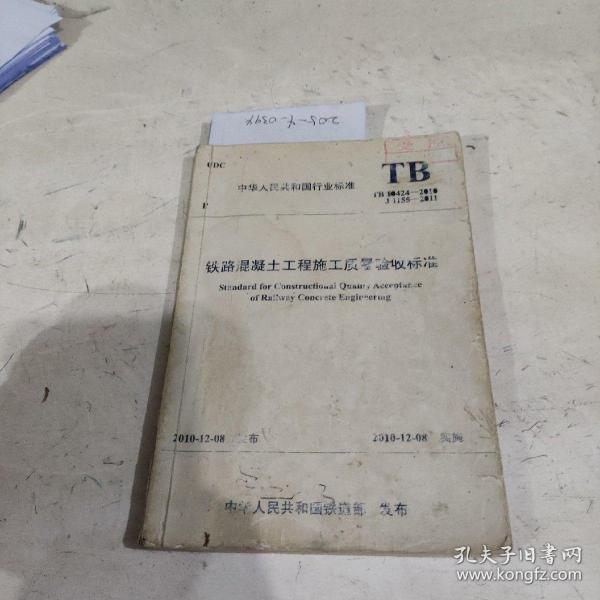 UDC
TB
中华人民共和国行业标准
TB 10424—2010
P
J 1155—2011
铁路混凝土工程施工质量验收标准
Standard for Constructional Quality Acceptance
of Railway Concrete Engineering
2010-12-08 发布
2010-12-08 实施
中华人民共和国铁道部 发布
孔夫子旧书网
www.kongfz.com